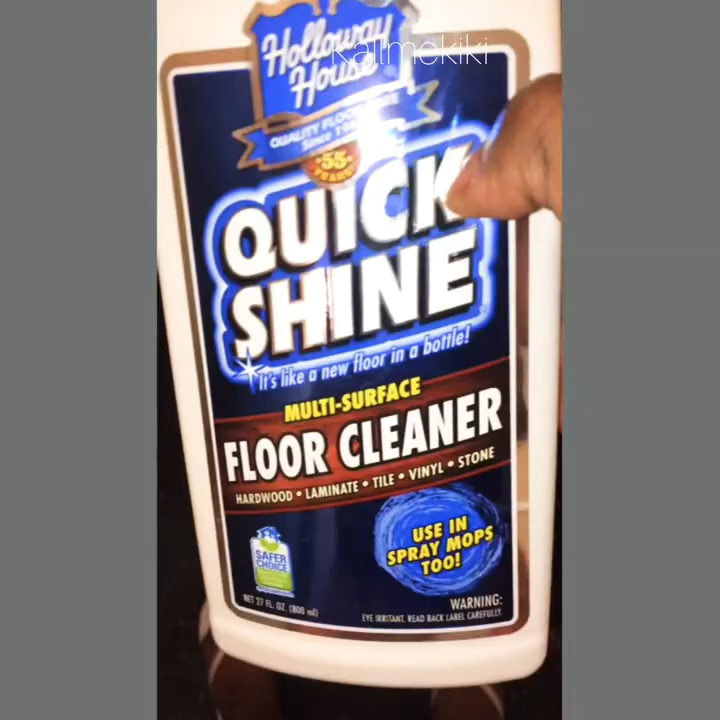 kallmekiki
Holloway
House
QUALITY FLOOR CARE
Since
55
YEARS
QUICK
SHINE
It's like a new floor in a bottle!
MULTI-SURFACE
FLOOR CLEANER
HARDWOOD • LAMINATE • TILE • VINYL • STONE
USE IN
SPRAY MOPS
TOO!
SAFER
CHOICE
NET 27 FL. OZ. (800 ml)
WARNING:
EYE IRRITANT. READ BACK LABEL CAREFULLY.